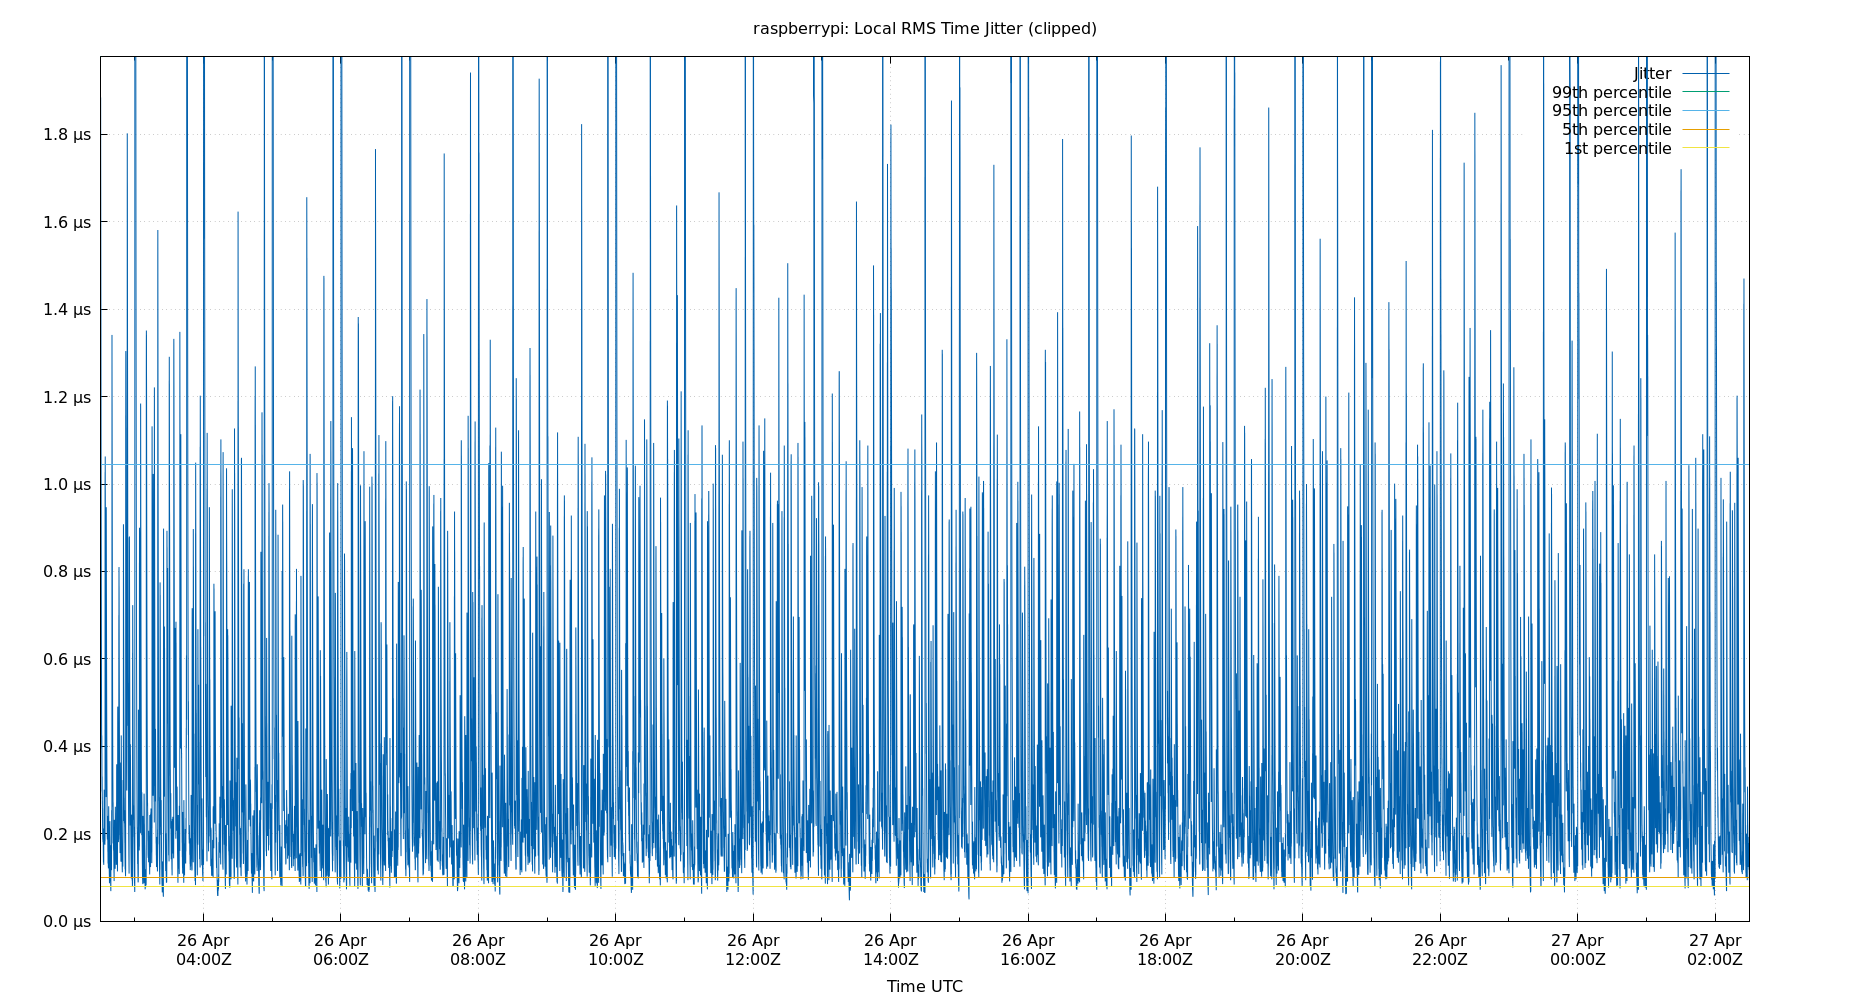 raspberrypi: Local RMS Time Jitter (clipped)
Jitter
99th percentile
95th percentile
5th percentile
1st percentile
1.8 µs
1.6 µs
1.4 µs
1.2 µs
1.0 µs
0.8 µs
0.6 µs
0.4 µs
0.2 µs
0.0 µs
26 Apr 26 Apr 26 Apr 26 Apr 26 Apr 26 Apr 26 Apr 26 Apr 26 Apr 26 Apr 27 Apr 27 Apr
04:00Z 06:00Z 08:00Z 10:00Z 12:00Z 14:00Z 16:00Z 18:00Z 20:00Z 22:00Z 00:00Z 02:00Z
Time UTC